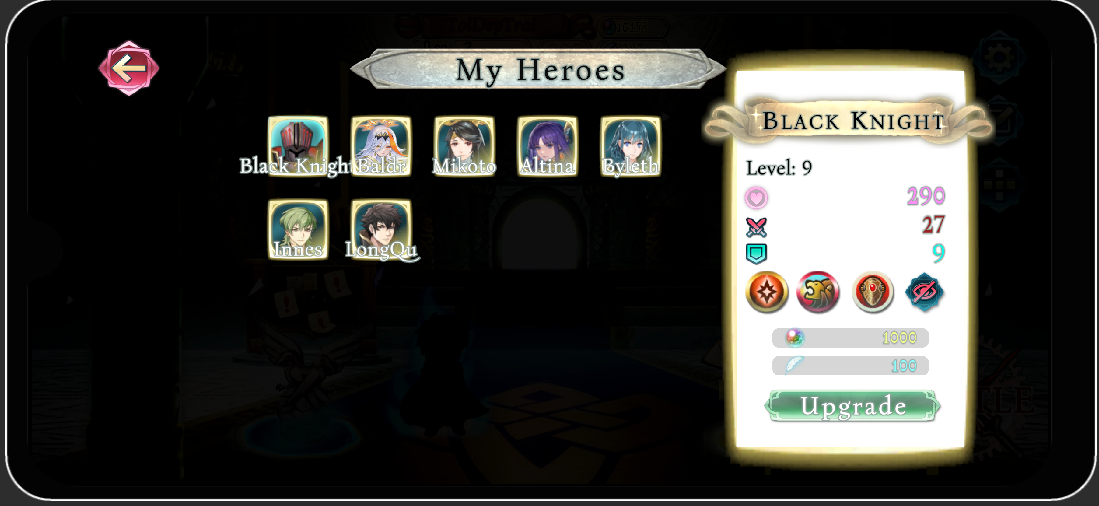 My Heroes
Black Knight
Baldr
Mikoto
Altina
Byleth
Innes
LongQu
BLACK KNIGHT
Level: 9
290
27
9
1000
100
Upgrade